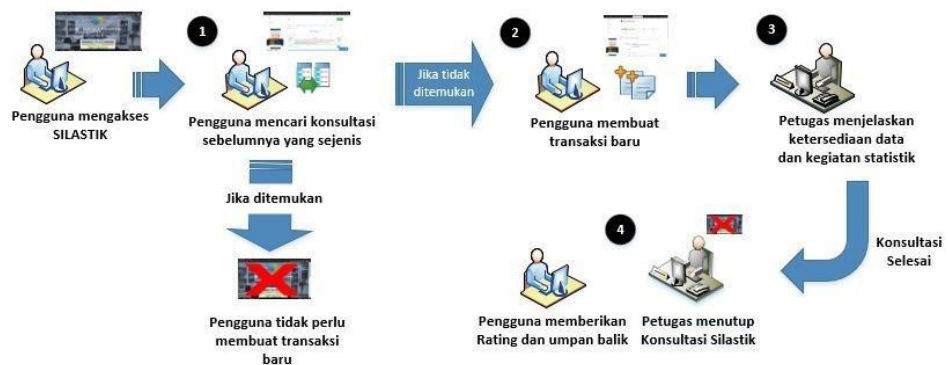 1
2
3
Pengguna mengakses
SILASTIK
Pengguna mencari konsultasi
sebelumnya yang sejenis
Jika tidak
ditemukan
Pengguna membuat
transaksi baru
Petugas menjelaskan
ketersediaan data
dan kegiatan statistik
Jika ditemukan
Pengguna tidak perlu
membuat transaksi
baru
Konsultasi
Selesai
4
Pengguna memberikan
Rating dan umpan balik
Petugas menutup
Konsultasi Silastik